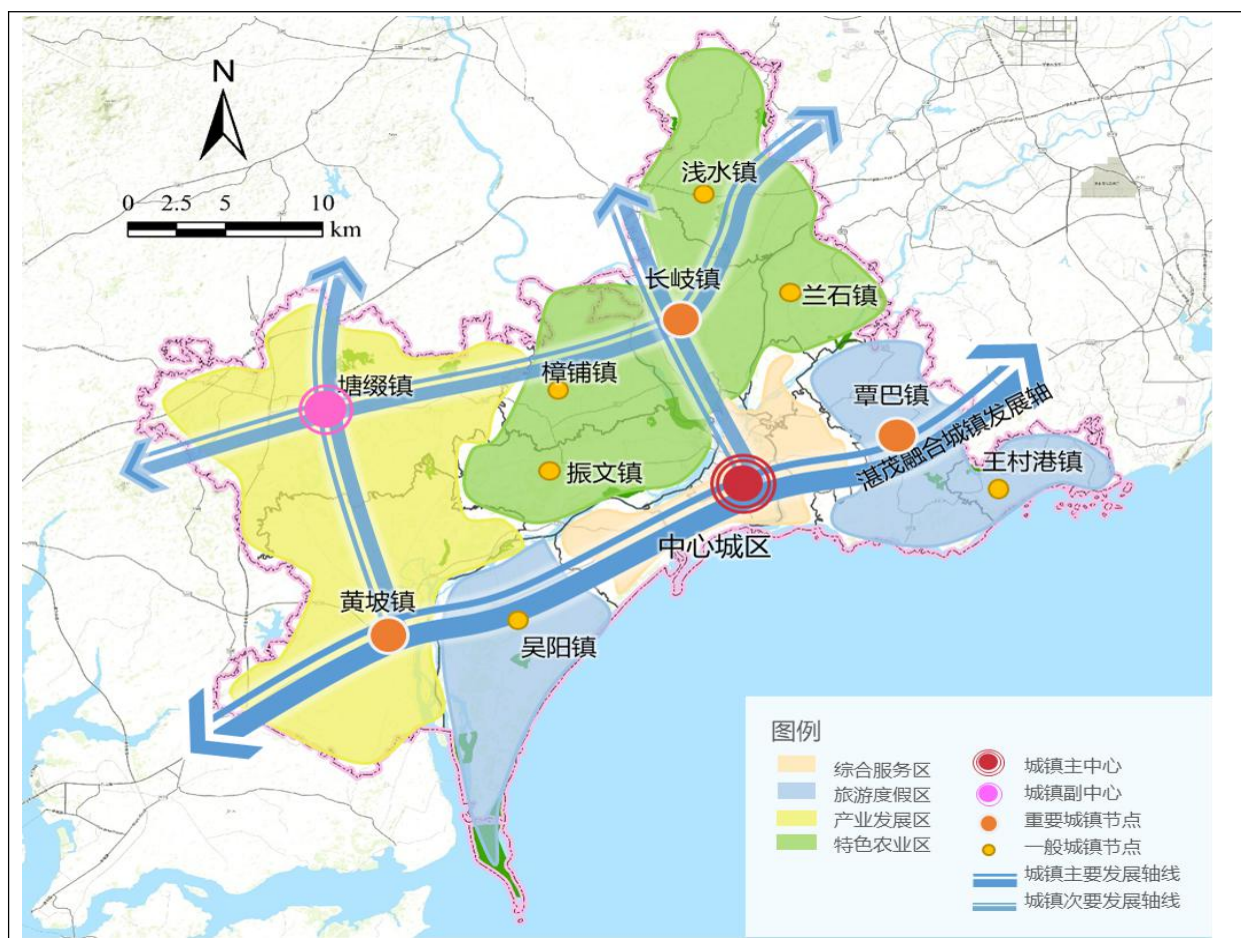 N
0 2.5 5 10
km
浅水镇
长岐镇
兰石镇
塘㙍镇
樟铺镇
覃巴镇
振文镇
王村港镇
湛茂融合城镇发展轴
中心城区
黄坡镇
吴阳镇
图例
综合服务区
旅游度假区
产业发展区
特色农业区
城镇主中心
城镇副中心
重要城镇节点
一般城镇节点
城镇主要发展轴线
城镇次要发展轴线